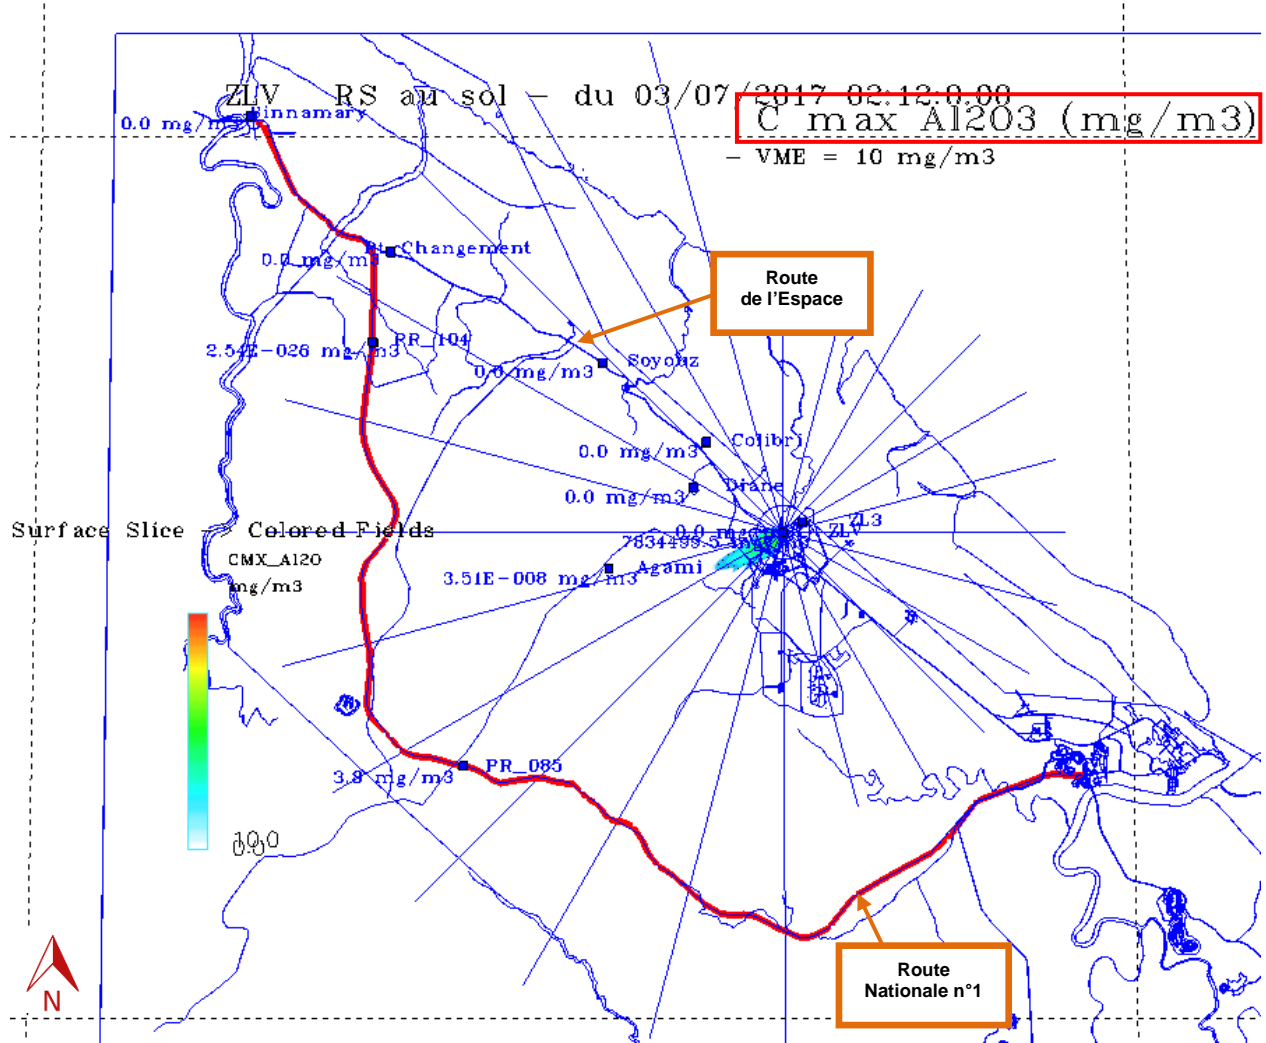 ZLV RS au sol - du 03/07/2017 02:12:0.00
C max Al2O3 (mg/m3)
- VME = 10 mg/m3
Sinnamary
0.0 mg/m3
Changement
0.0 mg/m3
Route
de l'Espace
PR_104
2.54E-026 mg/m3
Soyouz
0.0 mg/m3
Colibri
0.0 mg/m3
Diane
0.0 mg/m3
ZL3
ZLV
Surface Slice -> Colored Fields
CMX_Al2O
mg/m3
Agami
3.51E-008 mg/m3
PR_085
3.8 mg/m3
Route
Nationale n°1
N